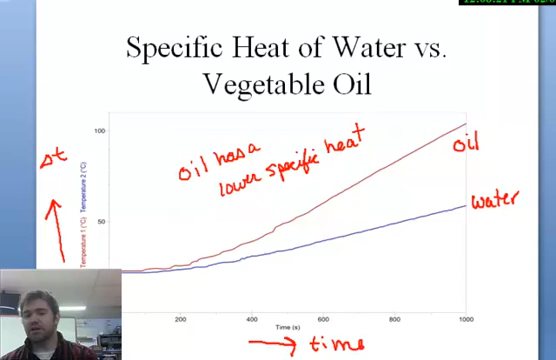 Specific Heat of Water vs.
Vegetable Oil
100
50
Δt
Temperature 1 (°C)
Temperature 2 (°C)
oil has a
lower specific heat
oil
water
200
400
600
800
1000
Time (s)
→ time